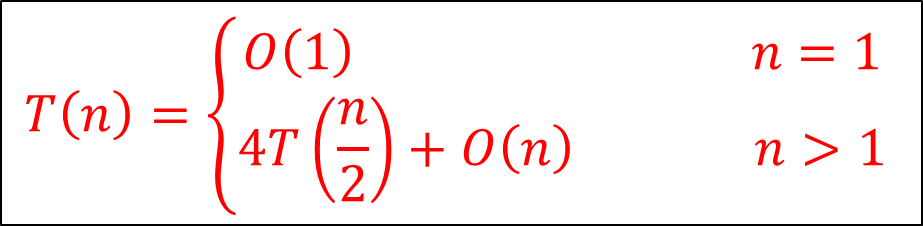 T(n) = { O(1) n = 1
4T(n/2) + O(n) n > 1